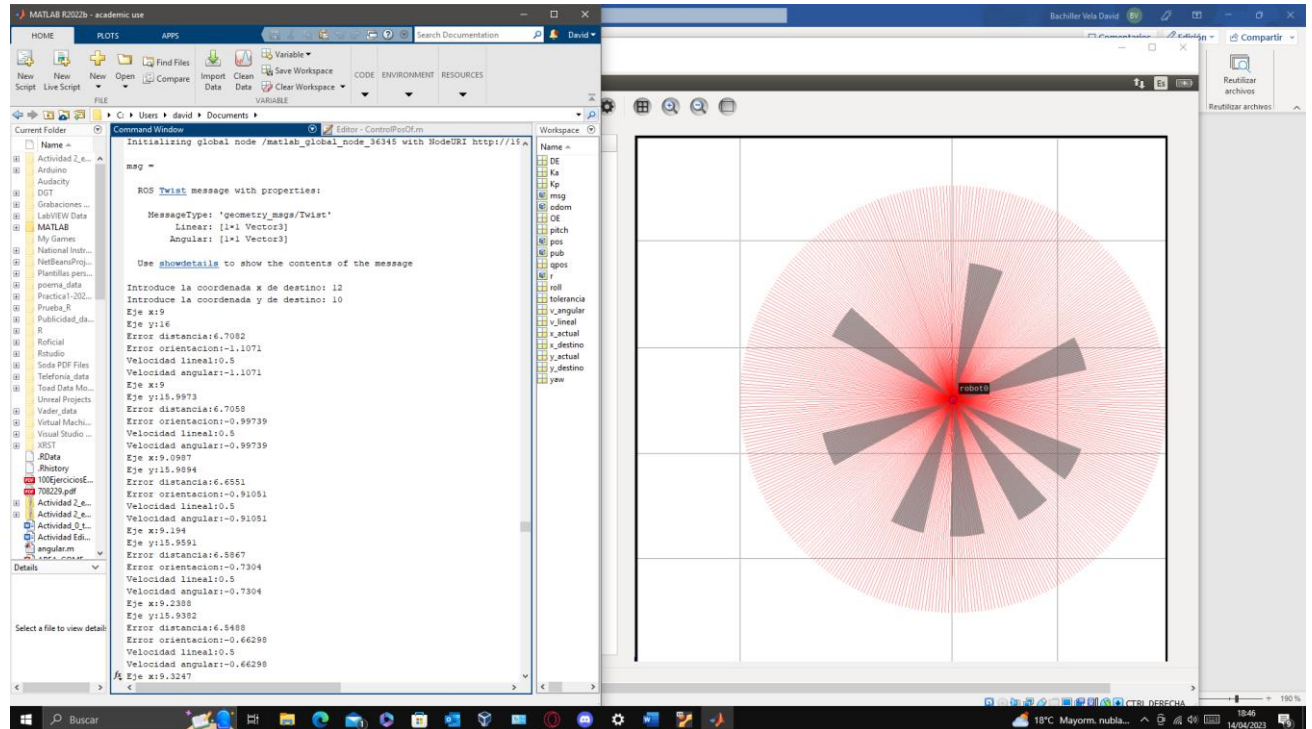 MATLAB R2022b - academic use
HOME PLOTS APPS
Search Documentation
David
New Script
New Live Script
New
Open
Find Files
Compare
Import Data
Clean Data
Variable
Save Workspace
Clear Workspace
CODE ENVIRONMENT RESOURCES
FILE VARIABLE
C: Users david Documents
Current Folder
Name
Actividad 2_e...
Arduino
Audacity
DGT
Grabaciones ...
LabVIEW Data
MATLAB
My Games
National Instr...
NetBeansProj...
Plantillas pers...
poema_data
Practica1-202...
Prueba_R
Publicidad_da...
R
Roficial
Rstudio
Soda PDF Files
Telefonia_data
Toad Data Mo...
Unreal Projects
Vader_data
Virtual Machi...
Visual Studio ...
XRST
.RData
.Rhistory
100EjerciciosE...
708229.pdf
Actividad 2_e...
Actividad 2_e...
Actividad_0_t...
Actividad Edi...
angular.m
Details
Select a file to view details
Command Window
Editor - ControlPosOf.m
Initializing global node /matlab_global_node_36345 with NodeURI http://19
msg =
ROS Twist message with properties:
MessageType: 'geometry_msgs/Twist'
Linear: [1×1 Vector3]
Angular: [1×1 Vector3]
Use showdetails to show the contents of the message
Introduce la coordenada x de destino: 12
Introduce la coordenada y de destino: 10
Eje x:9
Eje y:16
Error distancia:6.7082
Error orientacion:-1.1071
Velocidad lineal:0.5
Velocidad angular:-1.1071
Eje x:9
Eje y:15.9973
Error distancia:6.7058
Error orientacion:-0.99739
Velocidad lineal:0.5
Velocidad angular:-0.99739
Eje x:9.0987
Eje y:15.9894
Error distancia:6.6551
Error orientacion:-0.91051
Velocidad lineal:0.5
Velocidad angular:-0.91051
Eje x:9.194
Eje y:15.9591
Error distancia:6.5867
Error orientacion:-0.7304
Velocidad lineal:0.5
Velocidad angular:-0.7304
Eje x:9.2388
Eje y:15.9382
Error distancia:6.5488
Error orientacion:-0.66298
Velocidad lineal:0.5
Velocidad angular:-0.66298
fx Eje x:9.3247
Workspace
Name
DE
Ka
Kp
msg
odom
OE
pitch
pos
pub
qpos
r
roll
tolerancia
v_angular
v_lineal
x_actual
x_destino
y_actual
y_destino
yaw
Bachiller Vela David BV
Comentarios Edición Compartir
Es
Reutilizar archivos
Reutilizar archivos
robot0
CTRL DERECHA
190 %
Buscar
18°C Mayorm. nubla...
18:46
14/04/2023